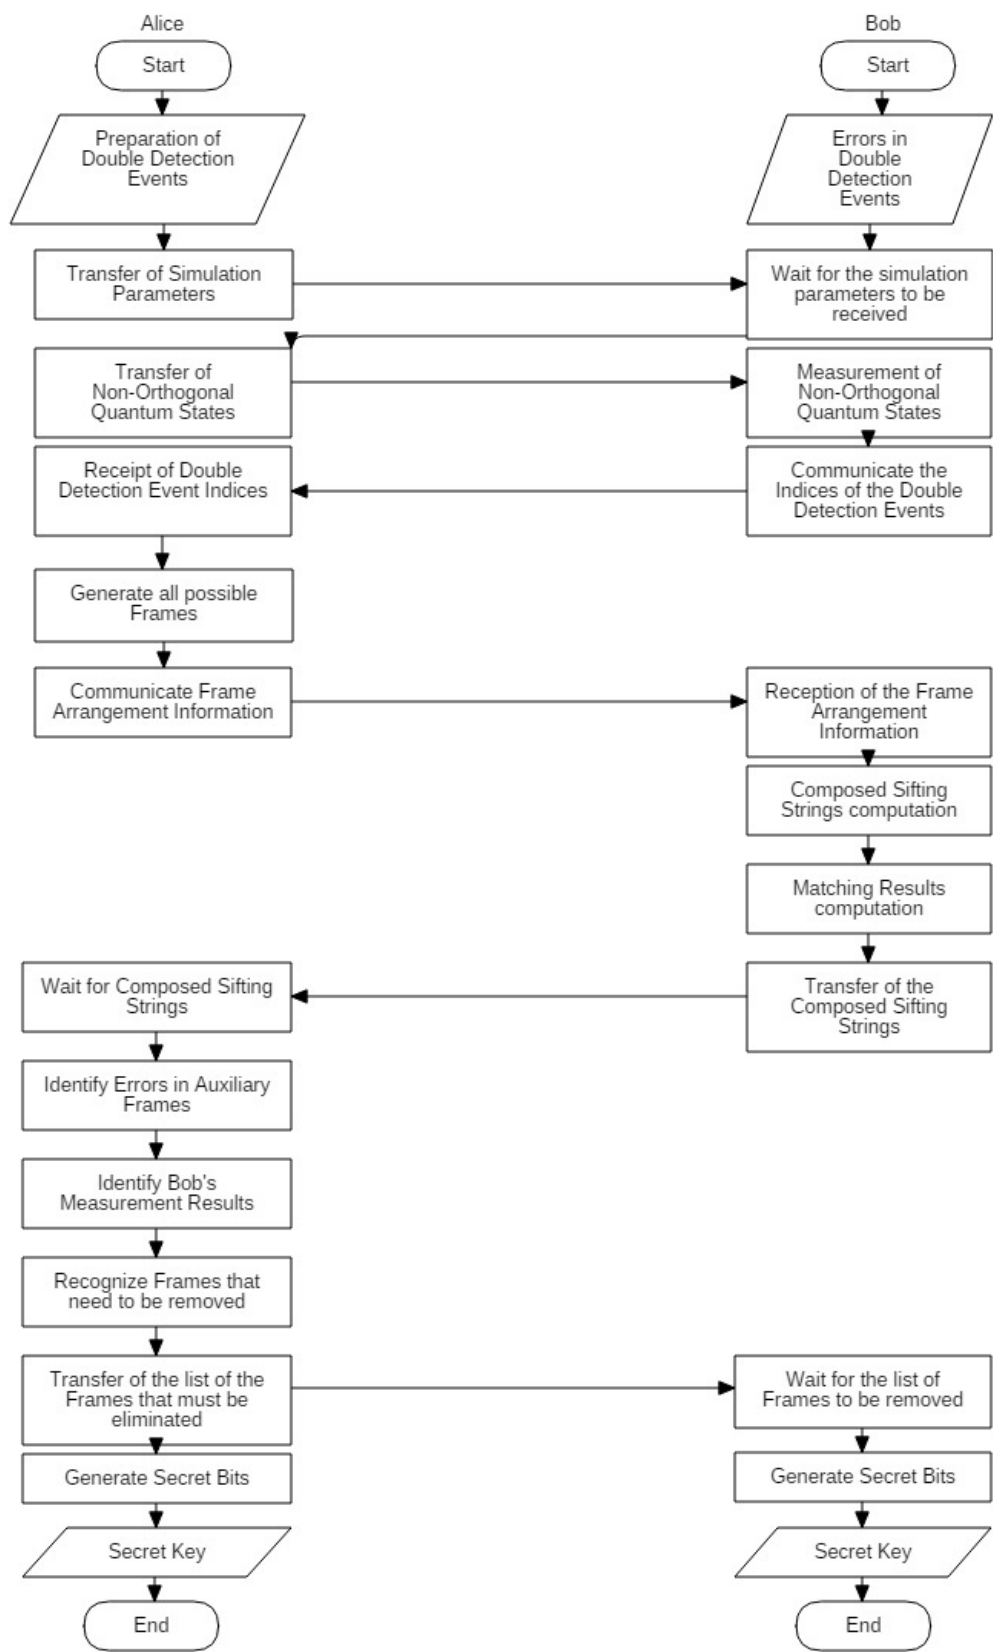 Alice
Bob
Start
Start
Preparation of
Double Detection
Events
Errors in
Double
Detection
Events
Transfer of Simulation
Parameters
Wait for the simulation
parameters to be
received
Transfer of
Non-Orthogonal
Quantum States
Measurement of
Non-Orthogonal
Quantum States
Receipt of Double
Detection Event Indices
Communicate the
Indices of the Double
Detection Events
Generate all possible
Frames
Communicate Frame
Arrangement Information
Reception of the Frame
Arrangement
Information
Composed Sifting
Strings computation
Matching Results
computation
Wait for Composed Sifting
Strings
Transfer of the
Composed Sifting
Strings
Identify Errors in Auxiliary
Frames
Identify Bob's
Measurement Results
Recognize Frames that
need to be removed
Transfer of the list of the
Frames that must be
eliminated
Wait for the list of
Frames to be removed
Generate Secret Bits
Generate Secret Bits
Secret Key
Secret Key
End
End